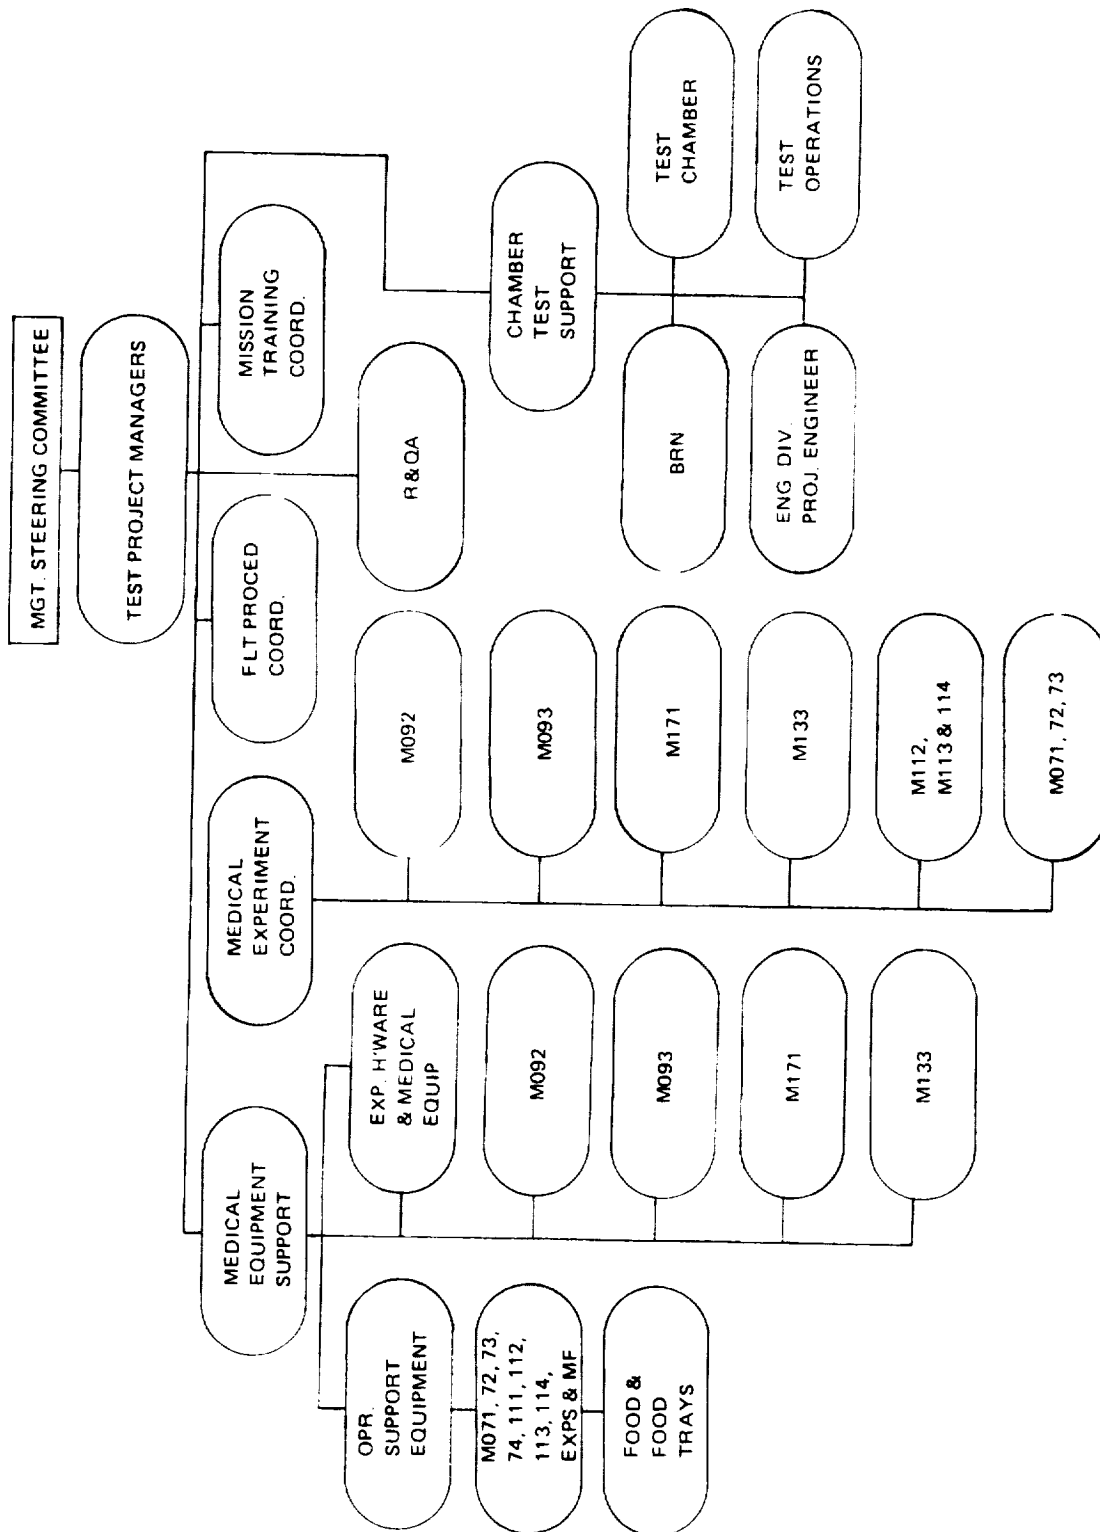 MGT. STEERING COMMITTEE
TEST PROJECT MANAGERS
MEDICAL
EQUIPMENT
SUPPORT
MEDICAL
EXPERIMENT
COORD.
FLT PROCED
COORD.
MISSION
TRAINING
COORD.
OPR.
SUPPORT
EQUIPMENT
M071, 72, 73,
74, 111, 112,
113, 114,
EXPS & MF
FOOD &
FOOD
TRAYS
EXP. H'WARE
& MEDICAL
EQUIP
M092
M093
M171
M133
M092
M093
M171
M133
M112,
M113 & 114
M071, 72, 73
R & QA
CHAMBER
TEST
SUPPORT
BRN
TEST
CHAMBER
ENG DIV.
PROJ. ENGINEER
TEST
OPERATIONS